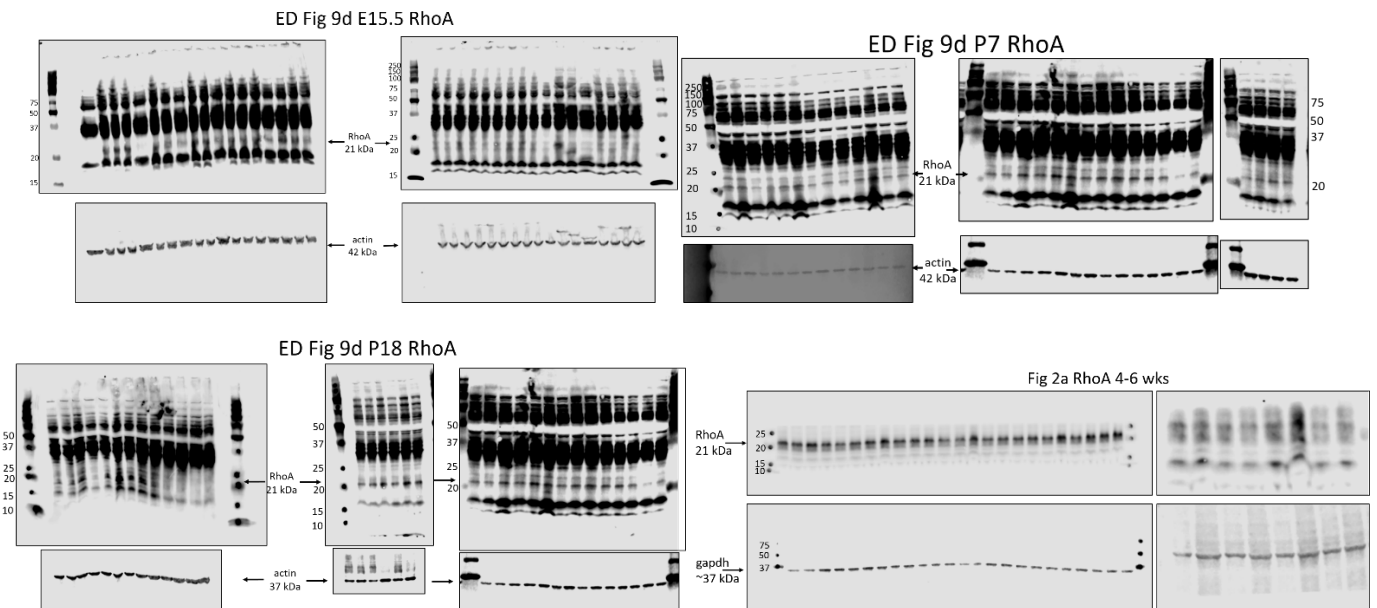 ED Fig 9d E15.5 RhoA
75
50
37
20
15
RhoA
21 kDa
250
150
100
75
50
37
25
20
15
actin
42 kDa
ED Fig 9d P7 RhoA
250
150
100
75
50
37
25
20
15
10
RhoA
21 kDa
75
50
37
20
actin
42 kDa
ED Fig 9d P18 RhoA
50
37
25
20
15
10
RhoA
21 kDa
50
37
25
20
15
10
50
37
25
20
actin
37 kDa
Fig 2a RhoA 4-6 wks
RhoA
21 kDa
25
20
15
10
gapdh
~37 kDa
75
50
37